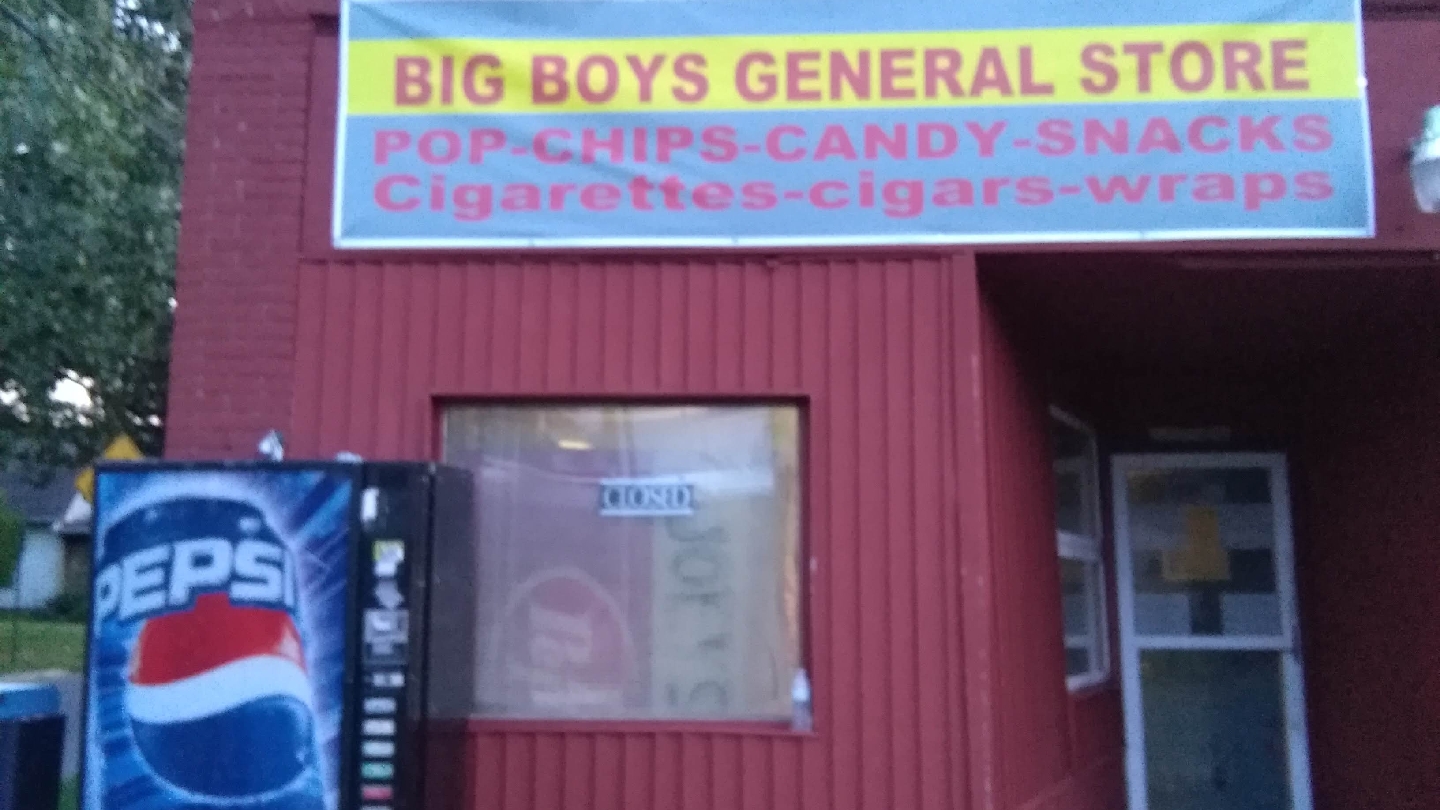 BIG BOYS GENERAL STORE
POP-CHIPS-CANDY-SNACKS
Cigarettes-cigars-wraps
CLOSED
PEPSI